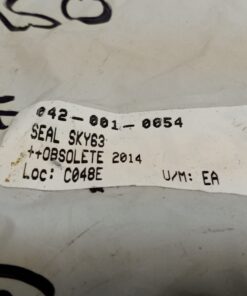 042-001-0654
SEAL SKY63
++OBSOLETE 2014
Loc: C048E U/M: EA